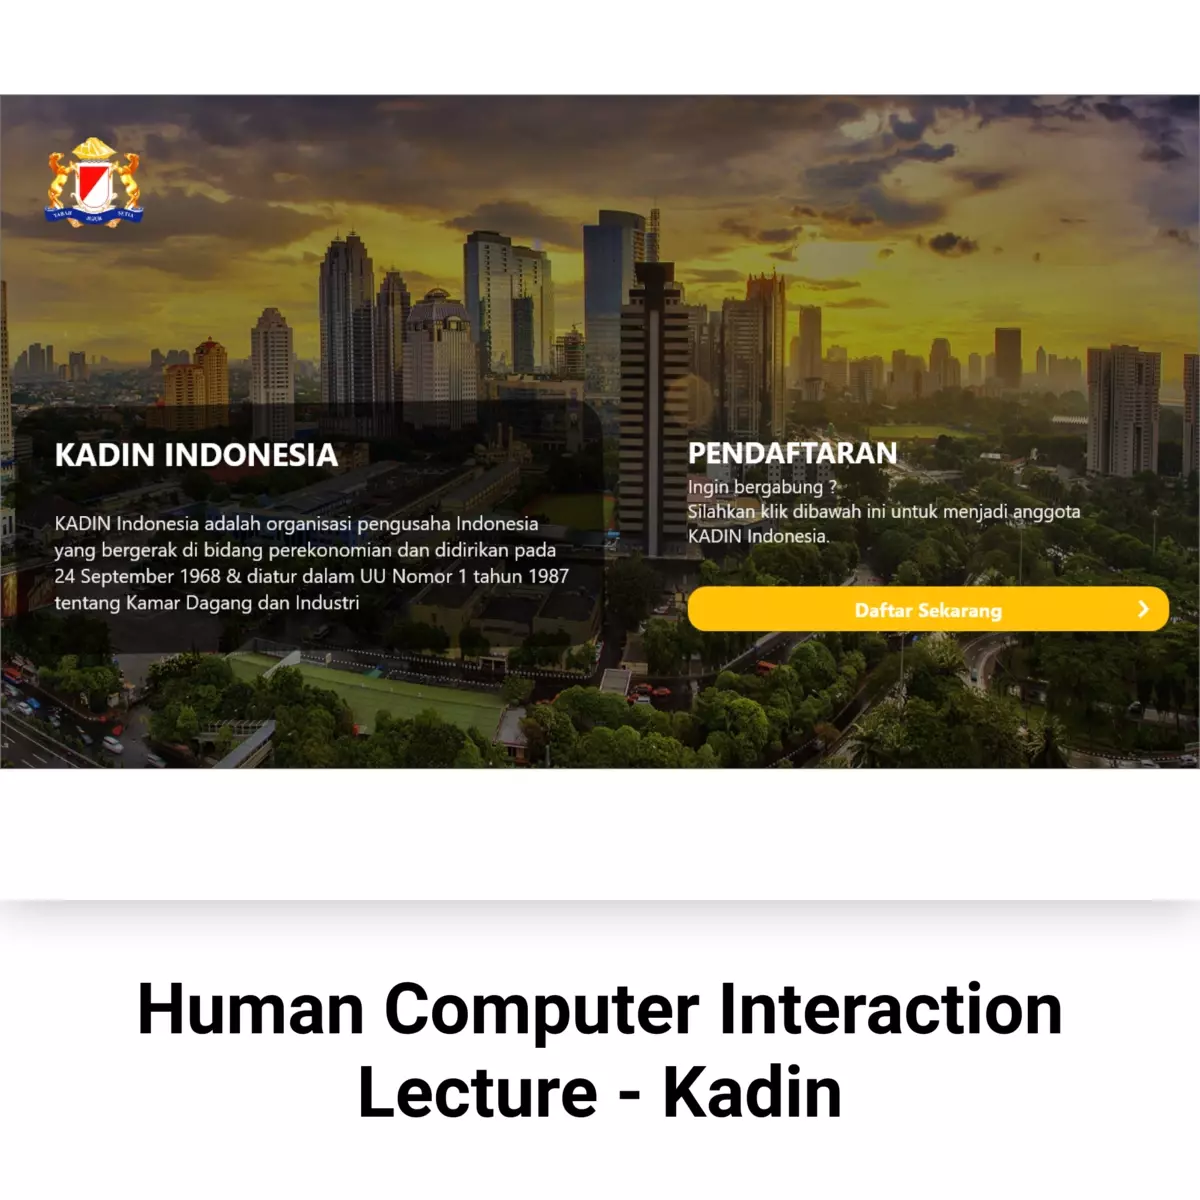 TABAH JUJUR SETIA
KADIN INDONESIA
KADIN Indonesia adalah organisasi pengusaha Indonesia
yang bergerak di bidang perekonomian dan didirikan pada
24 September 1968 & diatur dalam UU Nomor 1 tahun 1987
tentang Kamar Dagang dan Industri
PENDAFTARAN
Ingin bergabung ?
Silahkan klik dibawah ini untuk menjadi anggota
KADIN Indonesia.
Daftar Sekarang
Human Computer Interaction
Lecture - Kadin